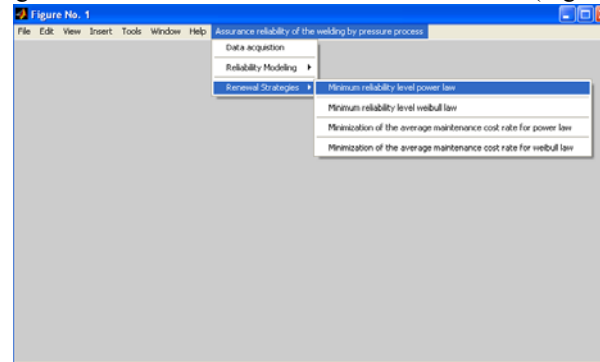 Figure No. 1
File Edit View Insert Tools Window Help Assurance reliability of the welding by pressure process
Data acquistion
Reliability Modeling
Renewal Strategies
Minimum reliability level power law
Minimum reliability level weibull law
Minimization of the average maintenance cost rate for power law
Minimization of the average maintenance cost rate for weibull law